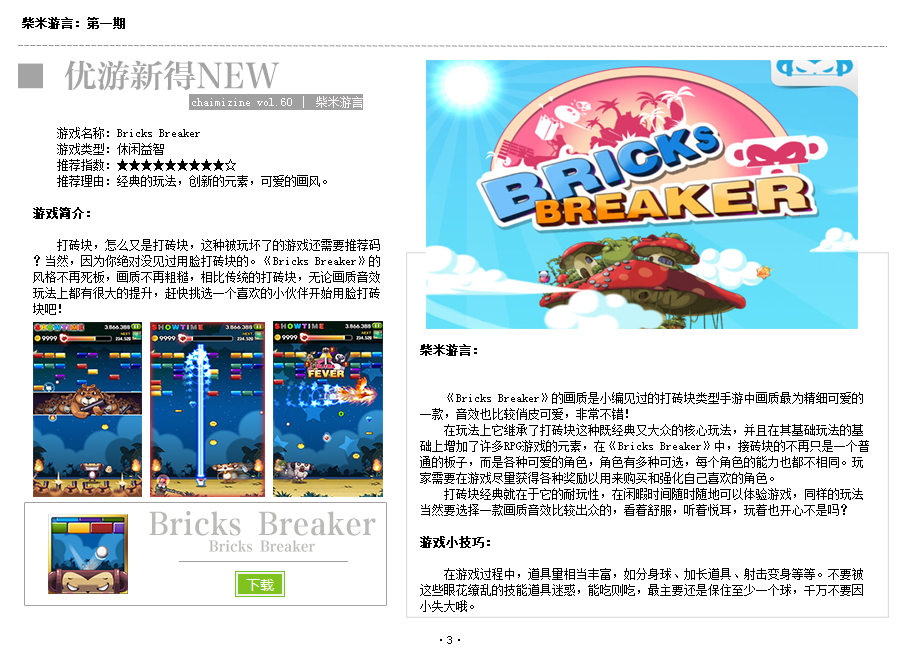 柴米游言：第一期
优游新得NEW
chaimizine vol.60 | 柴米游言
游戏名称：Bricks Breaker
游戏类型：休闲益智
推荐指数：★★★★★★★★★☆
推荐理由：经典的玩法，创新的元素，可爱的画风。
游戏简介：
打砖块，怎么又是打砖块，这种被玩坏了的游戏还需要推荐码
？当然，因为你绝对没见过用脸打砖块的。《Bricks Breaker》的
风格不再死板，画质不再粗糙，相比传统的打砖块，无论画质音效
玩法上都有很大的提升，赶快挑选一个喜欢的小伙伴开始用脸打砖
块吧！
SHOWTIME 3.866.388
9999
NEXT 234.520
SHOWTIME 3.866.388
9999
NEXT 234.520
SHOWTIME 3.866.388
9999
NEXT 234.520
FEVER
Bricks Breaker
Bricks Breaker
下载
BRICKS
BREAKER
柴米游言：
《Bricks Breaker》的画质是小编见过的打砖块类型手游中画质最为精细可爱的
一款，音效也比较俏皮可爱，非常不错！
在玩法上它继承了打砖块这种既经典又大众的核心玩法，并且在其基础玩法的基
础上增加了许多RPG游戏的元素，在《Bricks Breaker》中，接砖块的不再只是一个普
通的板子，而是各种可爱的角色，角色有多种可选，每个角色的能力也都不相同。玩
家需要在游戏尽量获得各种奖励以用来购买和强化自己喜欢的角色。
打砖块经典就在于它的耐玩性，在闲暇时间随时随地可以体验游戏，同样的玩法
当然要选择一款画质音效比较出众的，看着舒服，听着悦耳，玩着也开心不是吗？
游戏小技巧：
在游戏过程中，道具量相当丰富，如分身球、加长道具、射击变身等等。不要被
这些眼花缭乱的技能道具迷惑，能吃则吃，最主要还是保住至少一个球，千万不要因
小失大哦。
·3·